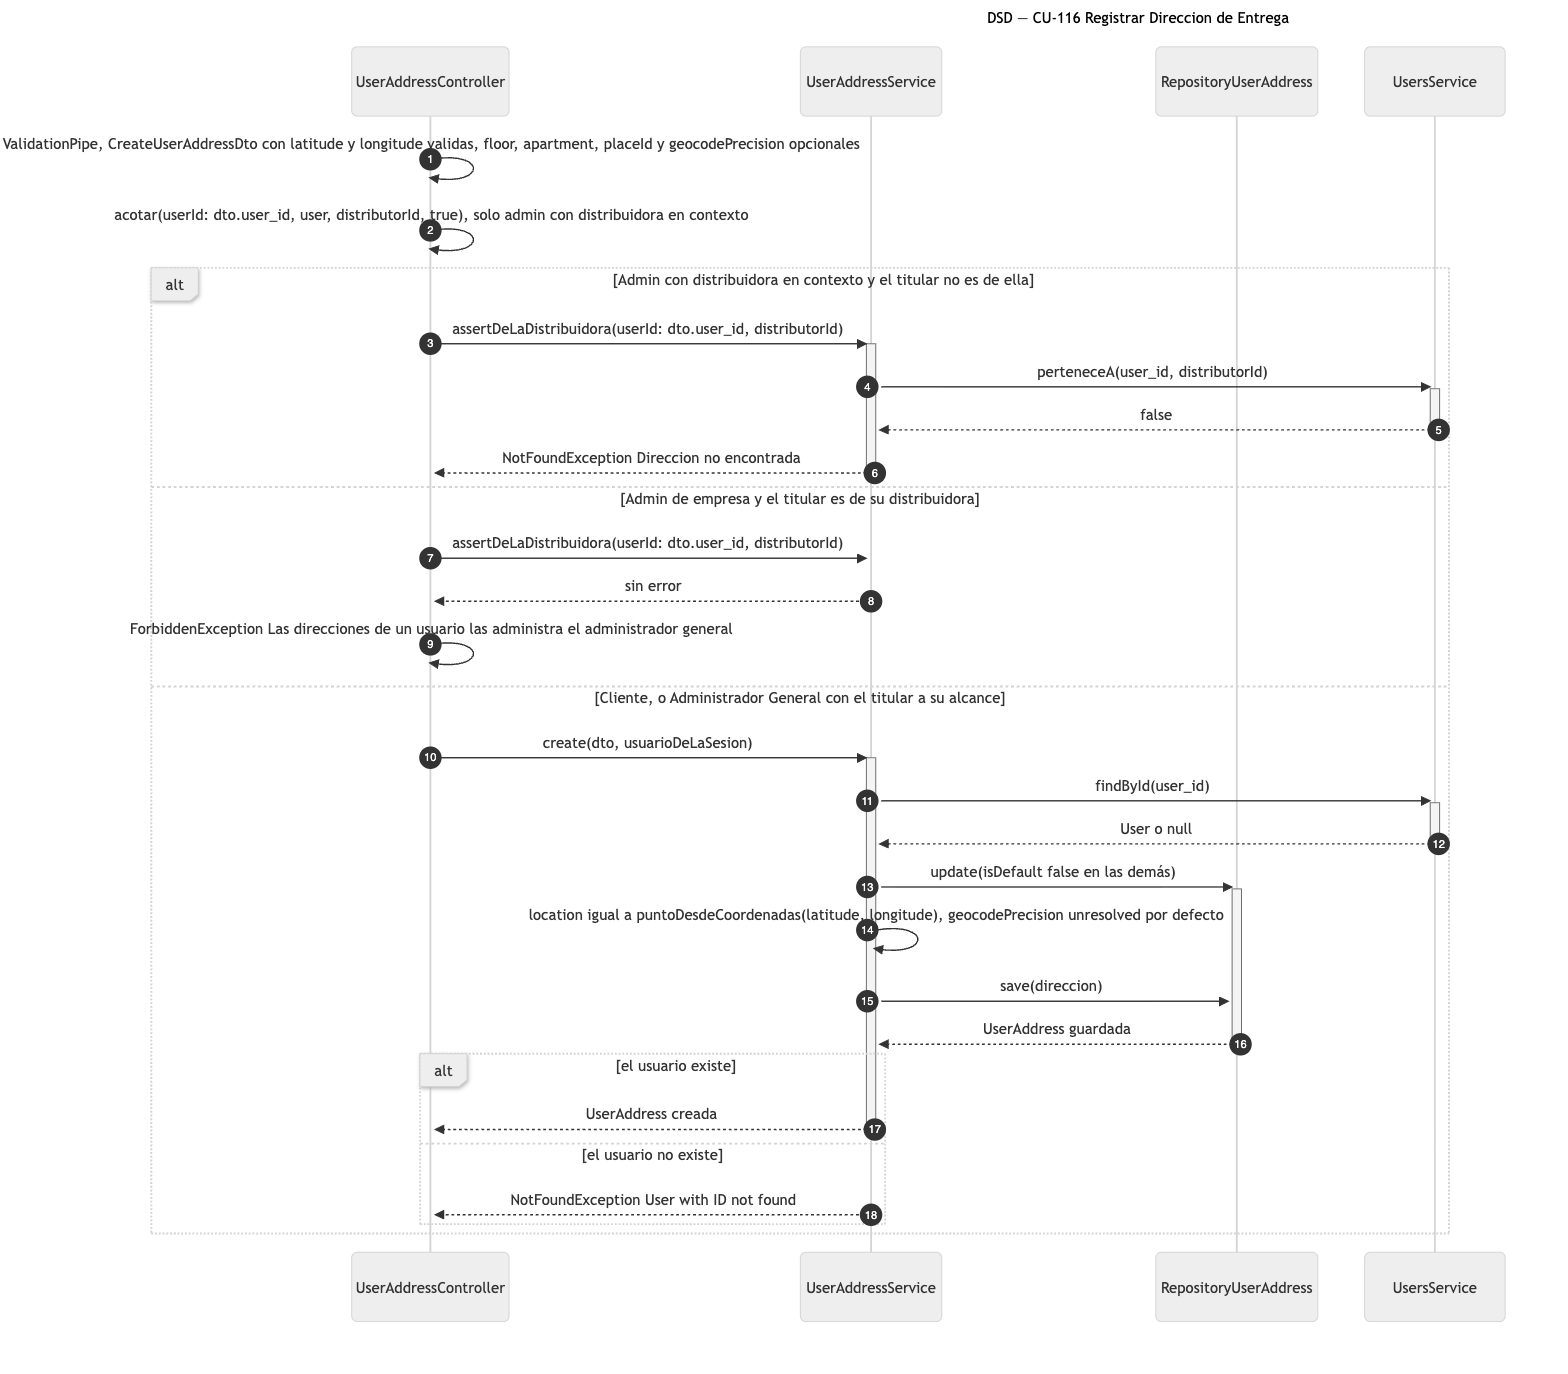 DSD — CU-116 Registrar Direccion de Entrega
UserAddressController
UserAddressService
RepositoryUserAddress
UsersService
ValidationPipe, CreateUserAddressDto con latitude y longitude validas, floor, apartment, placeId y geocodePrecision opcionales
1
acotar(userId: dto.user_id, user, distributorId, true), solo admin con distribuidora en contexto
2
alt
[Admin con distribuidora en contexto y el titular no es de ella]
assertDeLaDistribuidora(userId: dto.user_id, distributorId)
3
perteneceA(user_id, distributorId)
4
false
5
NotFoundException Direccion no encontrada
6
[Admin de empresa y el titular es de su distribuidora]
assertDeLaDistribuidora(userId: dto.user_id, distributorId)
7
sin error
8
ForbiddenException Las direcciones de un usuario las administra el administrador general
9
[Cliente, o Administrador General con el titular a su alcance]
create(dto, usuarioDeLaSesion)
10
findById(user_id)
11
User o null
12
update(isDefault false en las demás)
13
location igual a puntoDesdeCoordenadas(latitude, longitude), geocodePrecision unresolved por defecto
14
save(direccion)
15
UserAddress guardada
16
alt
[el usuario existe]
UserAddress creada
17
[el usuario no existe]
NotFoundException User with ID not found
18
UserAddressController
UserAddressService
RepositoryUserAddress
UsersService